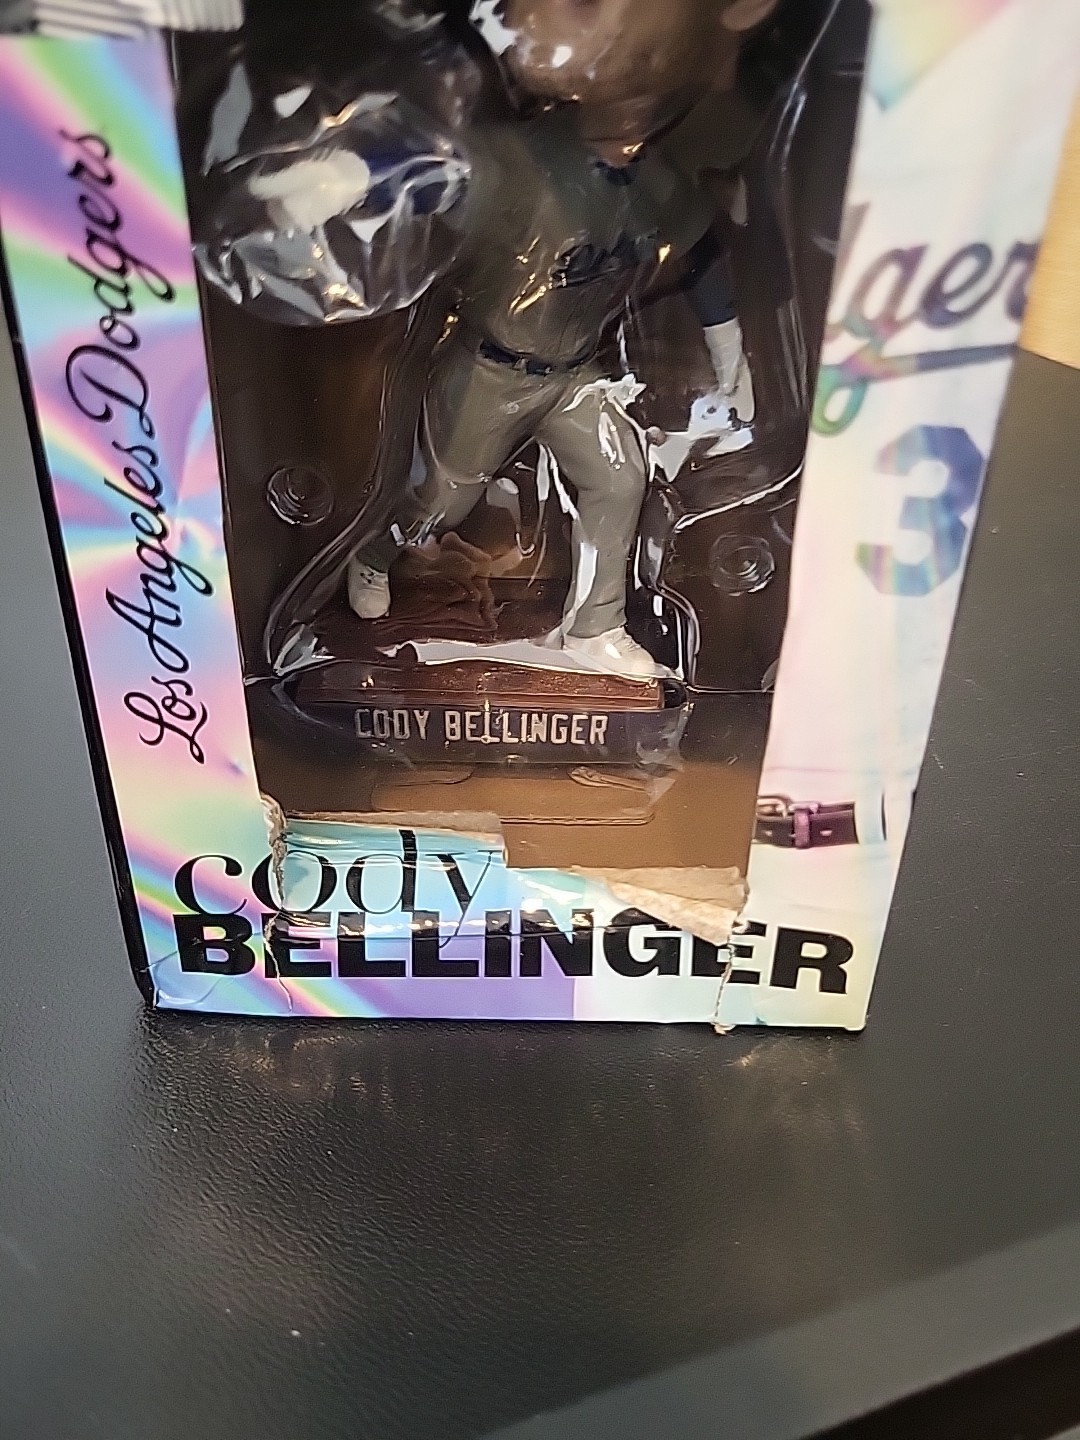 Los Angeles Dodgers
3
CODY BELLINGER
cody
BELLINGER